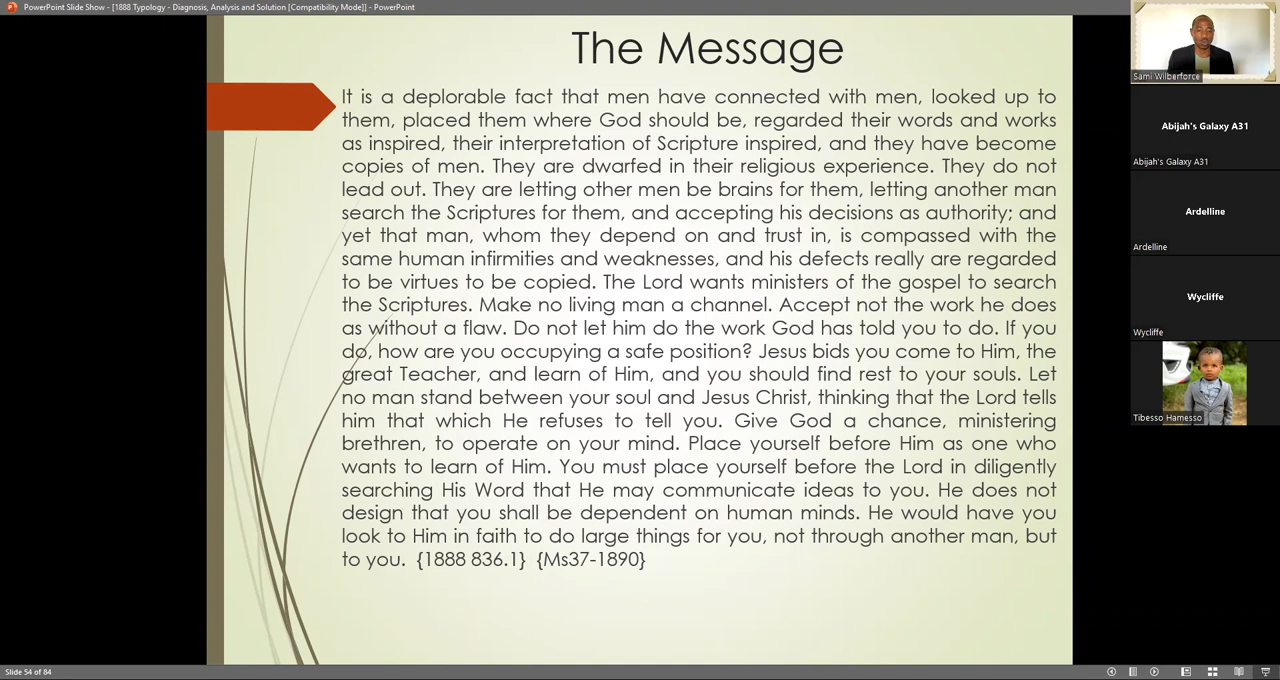 PowerPoint Slide Show - [1888 Typology - Diagnosis, Analysis and Solution [Compatibility Mode]] - PowerPoint
The Message
It is a deplorable fact that men have connected with men, looked up to
them, placed them where God should be, regarded their words and works
as inspired, their interpretation of Scripture inspired, and they have become
copies of men. They are dwarfed in their religious experience. They do not
lead out. They are letting other men be brains for them, letting another man
search the Scriptures for them, and accepting his decisions as authority; and
yet that man, whom they depend on and trust in, is compassed with the
same human infirmities and weaknesses, and his defects really are regarded
to be virtues to be copied. The Lord wants ministers of the gospel to search
the Scriptures. Make no living man a channel. Accept not the work he does
as without a flaw. Do not let him do the work God has told you to do. If you
do, how are you occupying a safe position? Jesus bids you come to Him, the
great Teacher, and learn of Him, and you should find rest to your souls. Let
no man stand between your soul and Jesus Christ, thinking that the Lord tells
him that which He refuses to tell you. Give God a chance, ministering
brethren, to operate on your mind. Place yourself before Him as one who
wants to learn of Him. You must place yourself before the Lord in diligently
searching His Word that He may communicate ideas to you. He does not
design that you shall be dependent on human minds. He would have you
look to Him in faith to do large things for you, not through another man, but
to you. {1888 836.1} {Ms37-1890}
Sami Wilberforce
Abijah's Galaxy A31
Abijah's Galaxy A31
Ardelline
Ardelline
Wycliffe
Wycliffe
Tibesso Hamesso
Slide 54 of 84